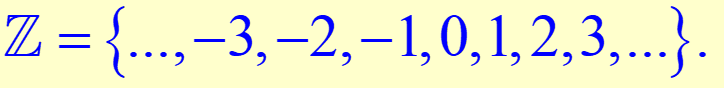 ℤ = {..., −3, −2, −1, 0, 1, 2, 3, ...}.